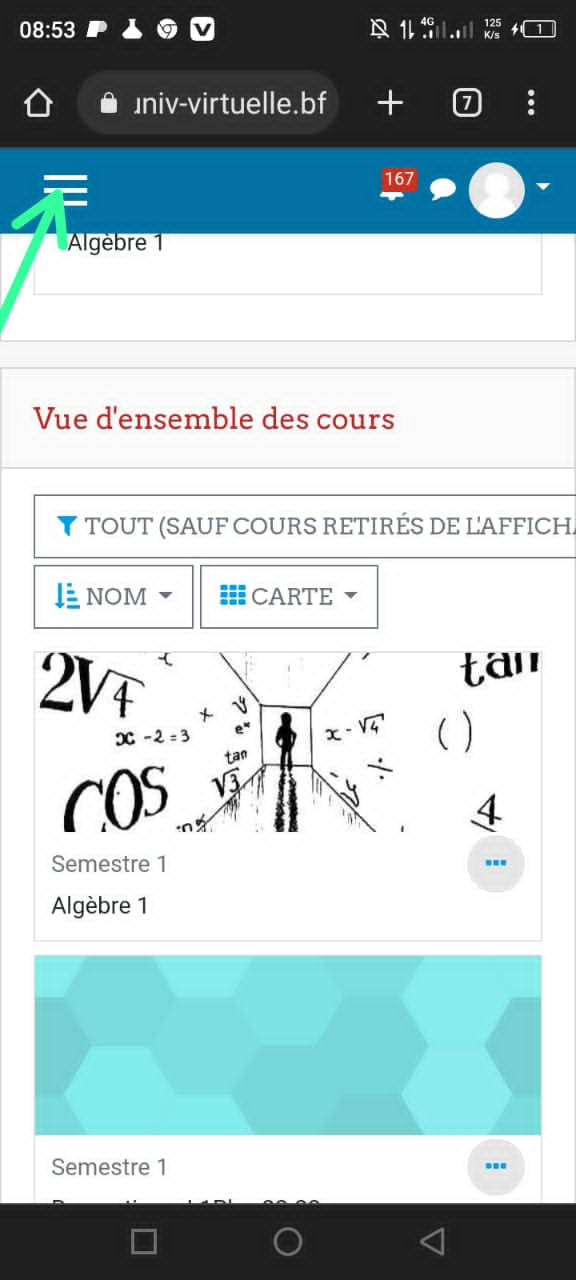 08:53
4G 125 K/s 1
univ-virtuelle.bf 7
167
Algèbre 1
Vue d'ensemble des cours
TOUT (SAUF COURS RETIRÉS DE L'AFFICHA
NOM CARTE
2√4 tan
x - 2 = 3 + y e^x x - √4 ( )
tan √3 - y ÷
cos 4
Semestre 1
Algèbre 1
Semestre 1